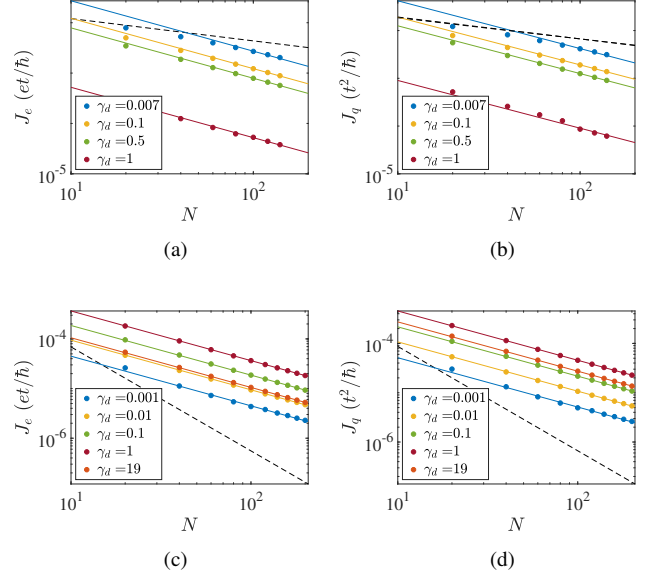 J_e (et/ħ)
10^{-5}
γ_d =0.007
γ_d =0.1
γ_d =0.5
γ_d =1
10^1
10^2
N
(a)
J_q (t^2/ħ)
10^{-5}
γ_d =0.007
γ_d =0.1
γ_d =0.5
γ_d =1
10^1
10^2
N
(b)
J_e (et/ħ)
10^{-4}
10^{-6}
γ_d =0.001
γ_d =0.01
γ_d =0.1
γ_d =1
γ_d =19
10^1
10^2
N
(c)
J_q (t^2/ħ)
10^{-4}
10^{-6}
γ_d =0.001
γ_d =0.01
γ_d =0.1
γ_d =1
γ_d =19
10^1
10^2
N
(d)